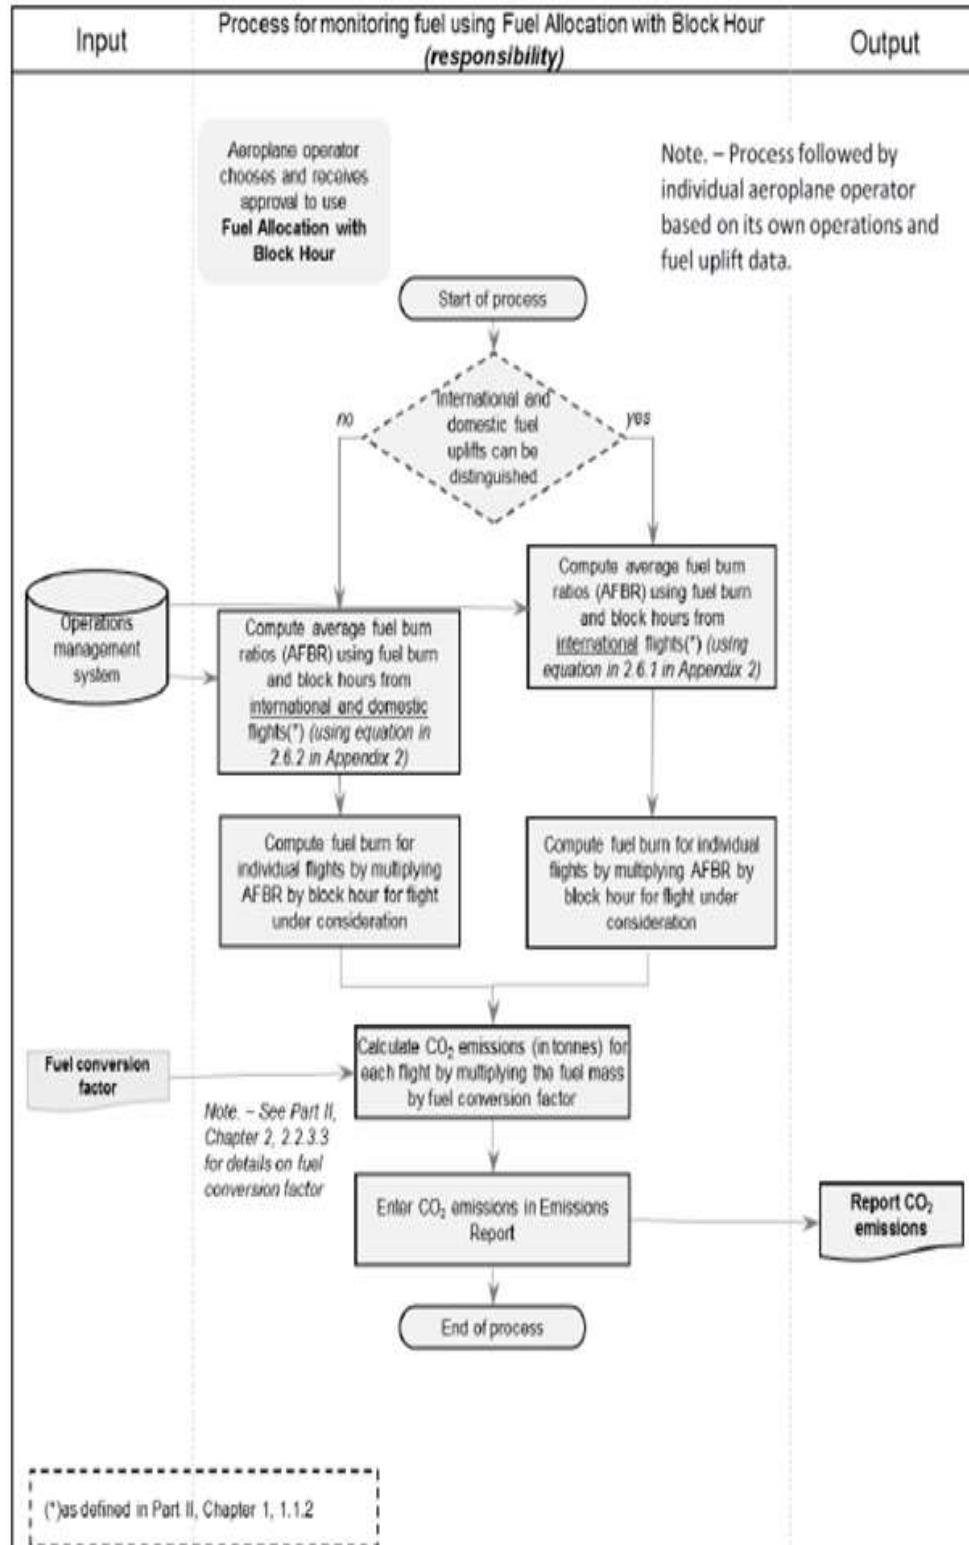 Input
Process for monitoring fuel using Fuel Allocation with Block Hour
(responsibility)
Output
Aeroplane operator
chooses and receives
approval to use
Fuel Allocation with
Block Hour
Note. – Process followed by
individual aeroplane operator
based on its own operations and
fuel uplift data.
Start of process
International and
domestic fuel
uplifts can be
distinguished
no
yes
Operations
management
system
Compute average fuel burn
ratios (AFBR) using fuel burn
and block hours from
international flights(*) (using
equation in 2.6.1 in Appendix 2)
Compute average fuel burn
ratios (AFBR) using fuel burn
and block hours from
international and domestic
flights(*) (using equation in
2.6.2 in Appendix 2)
Compute fuel burn for
individual flights by multiplying
AFBR by block hour for flight
under consideration
Compute fuel burn for individual
flights by multiplying AFBR by
block hour for flight under
consideration
Fuel conversion
factor
Calculate CO₂ emissions (in tonnes) for
each flight by multiplying the fuel mass
by fuel conversion factor
Note. – See Part II,
Chapter 2, 2.2.3.3
for details on fuel
conversion factor
Enter CO₂ emissions in Emissions
Report
Report CO₂
emissions
End of process
(*)as defined in Part II, Chapter 1, 1.1.2